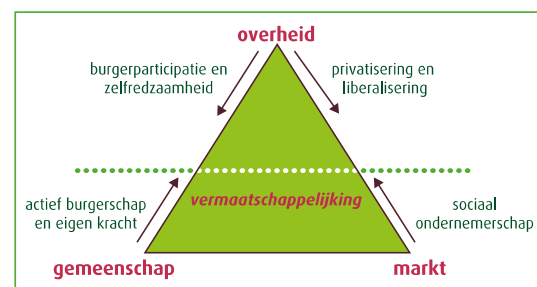 overheid
burgerparticipatie en
zelfredzaamheid
privatisering en
liberalisering
actief burgerschap
en eigen kracht
vermaatschappelijking
sociaal
ondernemerschap
gemeenschap
markt